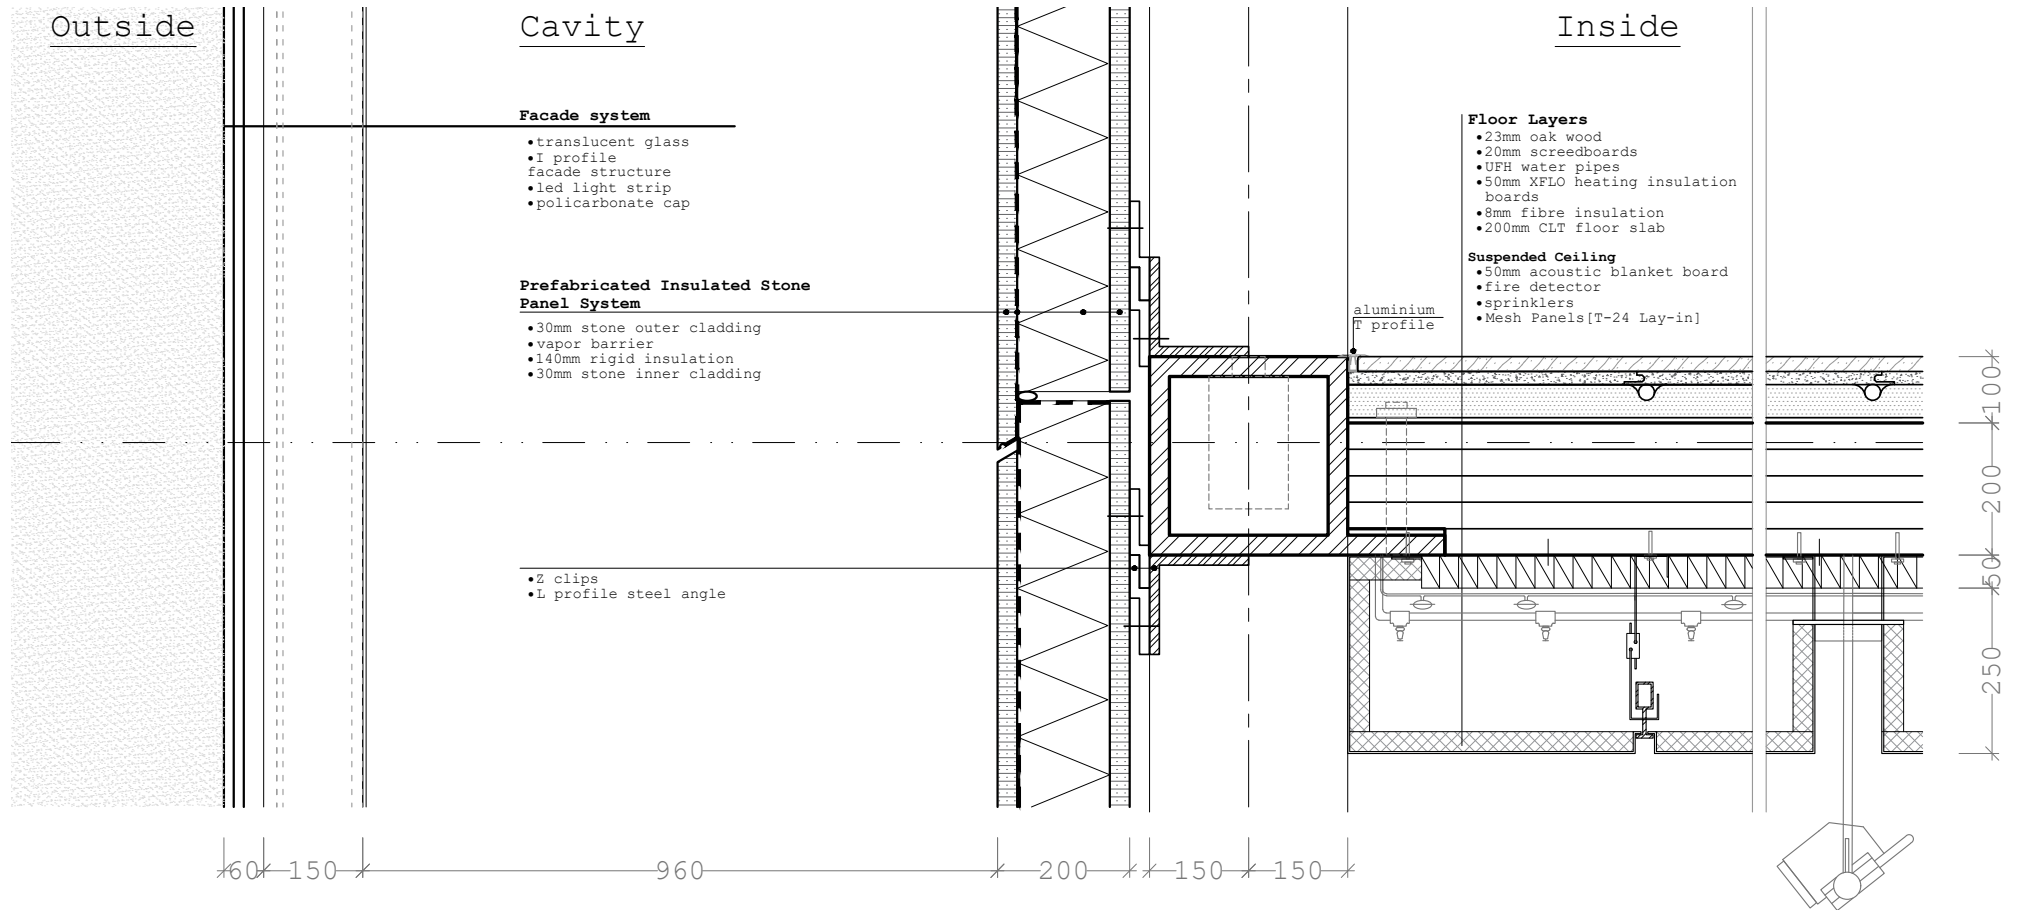 Outside
Cavity
Inside
Facade system
•translucent glass
•I profile
facade structure
•led light strip
•policarbonate cap
Prefabricated Insulated Stone
Panel System
•30mm stone outer cladding
•vapor barrier
•140mm rigid insulation
•30mm stone inner cladding
•Z clips
•L profile steel angle
aluminium
T profile
Floor Layers
•23mm oak wood
•20mm screedboards
•UFH water pipes
•50mm XFLO heating insulation
boards
•8mm fibre insulation
•200mm CLT floor slab
Suspended Ceiling
•50mm acoustic blanket board
•fire detector
•sprinklers
•Mesh Panels[T-24 Lay-in]
100
200
50
250
60
150
960
200
150
150